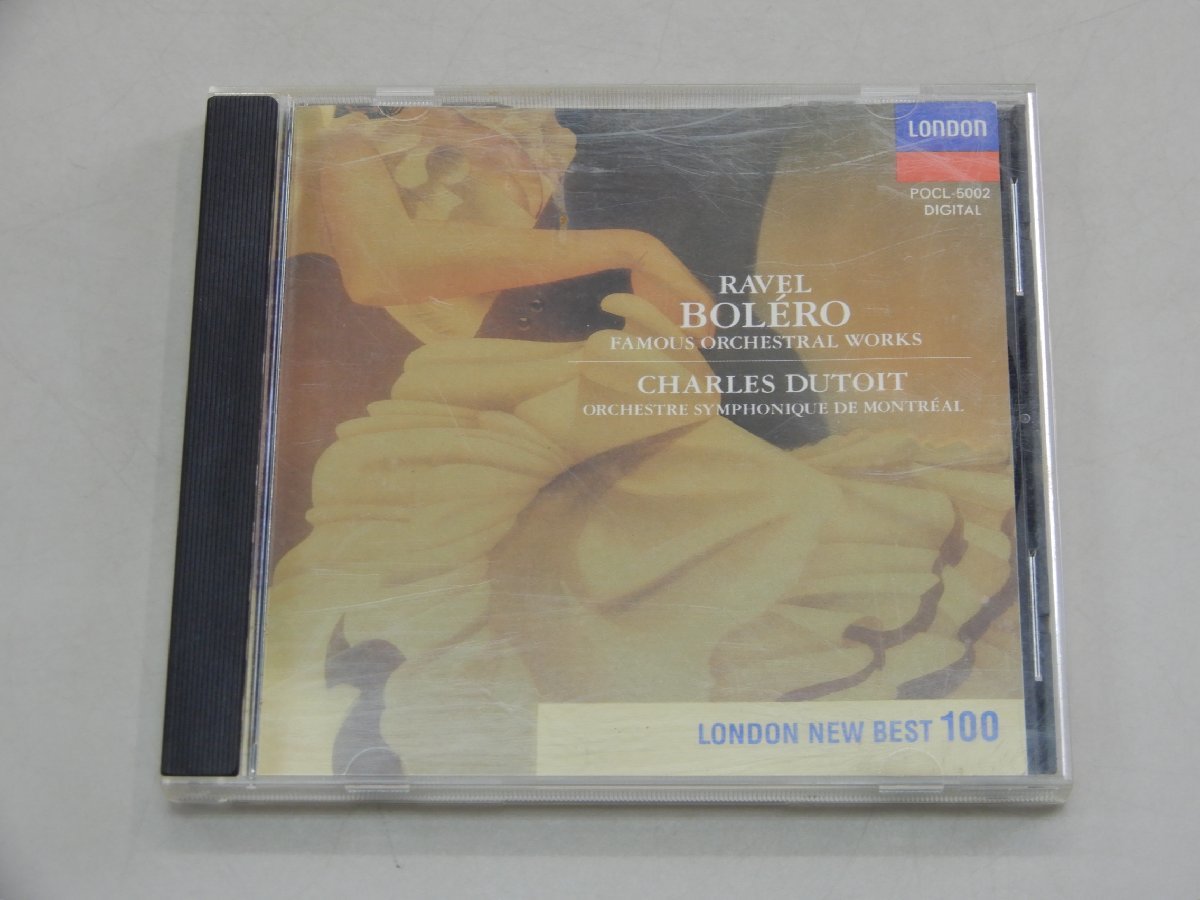 LONDON
POCL-5002
DIGITAL
RAVEL
BOLÉRO
FAMOUS ORCHESTRAL WORKS
CHARLES DUTOIT
ORCHESTRE SYMPHONIQUE DE MONTRÉAL
LONDON NEW BEST 100